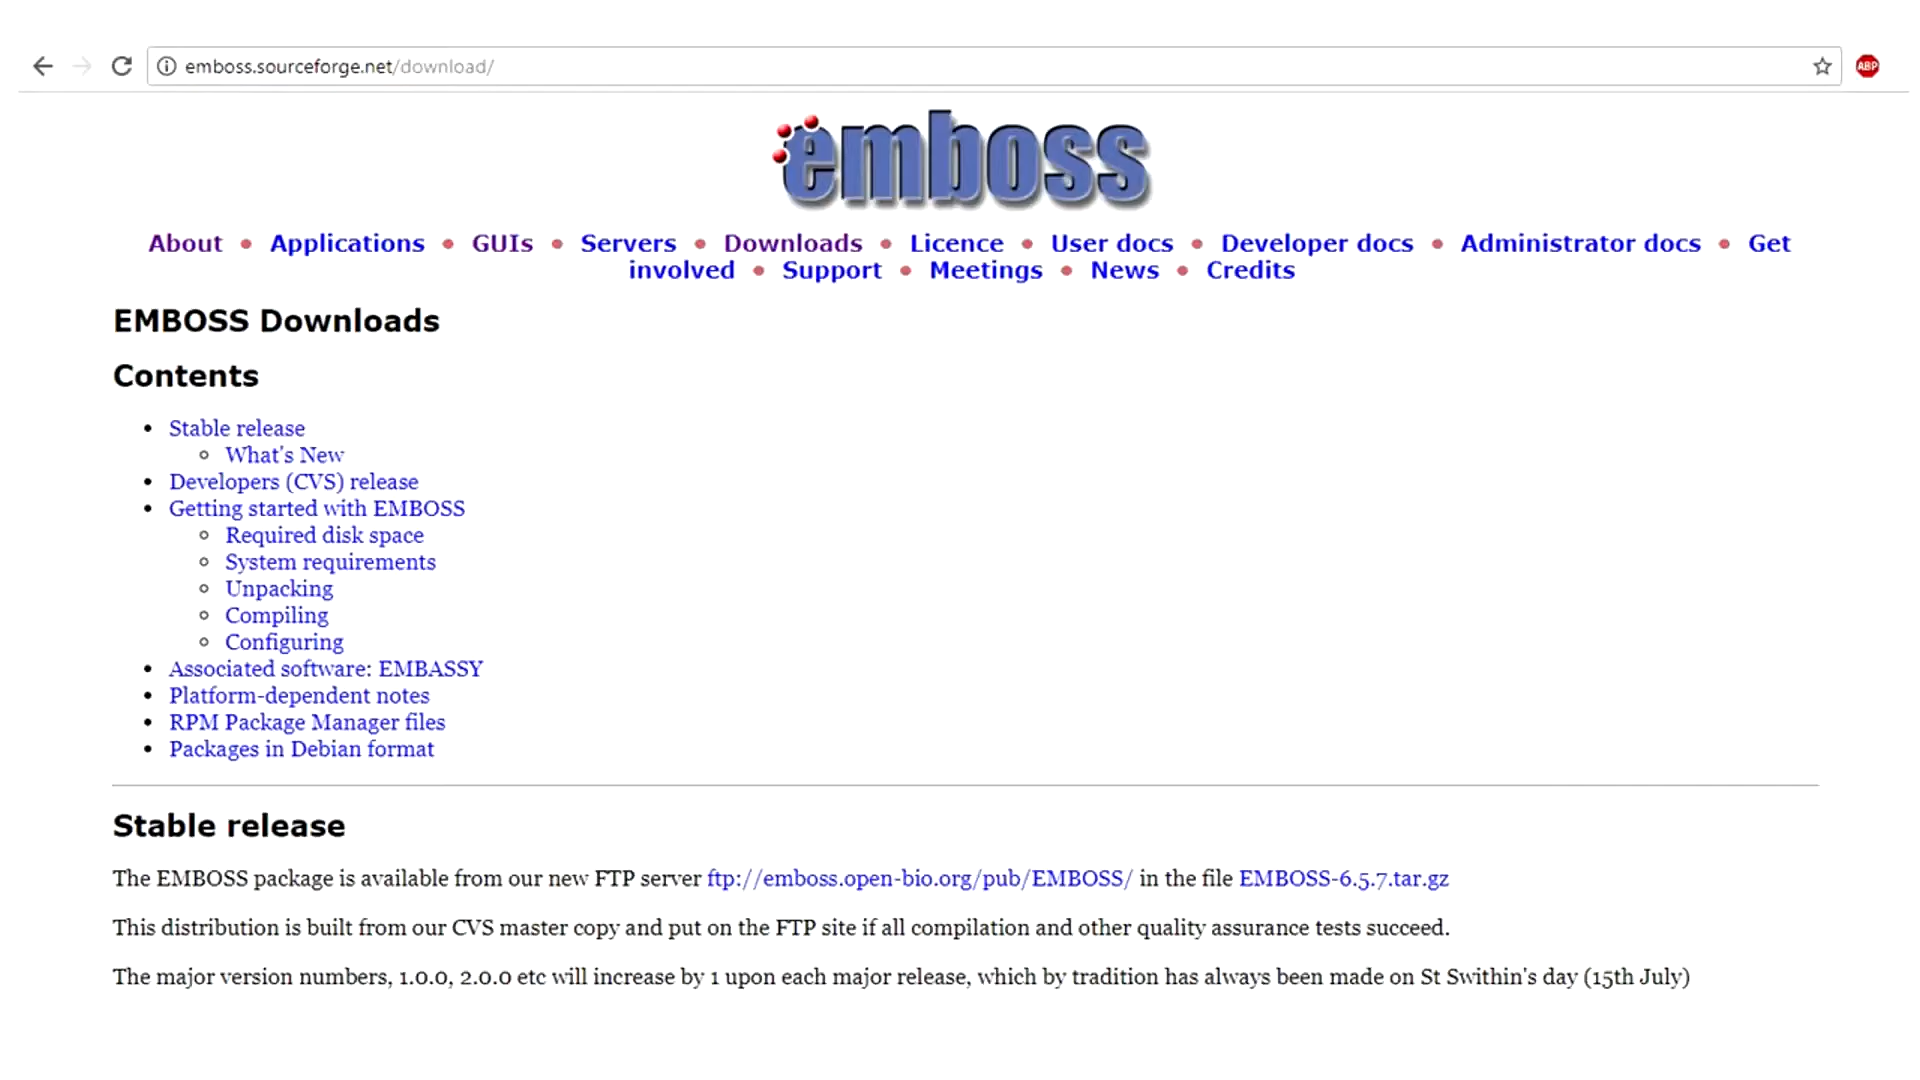 emboss.sourceforge.net/download/
ABP
emboss
About • Applications • GUIs • Servers • Downloads • Licence • User docs • Developer docs • Administrator docs • Get
involved • Support • Meetings • News • Credits
EMBOSS Downloads
Contents
• Stable release
◦ What's New
• Developers (CVS) release
• Getting started with EMBOSS
◦ Required disk space
◦ System requirements
◦ Unpacking
◦ Compiling
◦ Configuring
• Associated software: EMBASSY
• Platform-dependent notes
• RPM Package Manager files
• Packages in Debian format
Stable release
The EMBOSS package is available from our new FTP server ftp://emboss.open-bio.org/pub/EMBOSS/ in the file EMBOSS-6.5.7.tar.gz
This distribution is built from our CVS master copy and put on the FTP site if all compilation and other quality assurance tests succeed.
The major version numbers, 1.0.0, 2.0.0 etc will increase by 1 upon each major release, which by tradition has always been made on St Swithin's day (15th July)